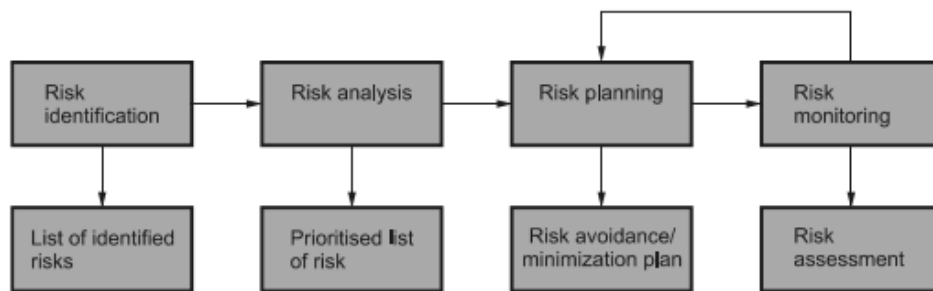 Risk
identification
Risk analysis
Risk planning
Risk
monitoring
List of identified
risks
Prioritised list
of risk
Risk avoidance/
minimization plan
Risk
assessment